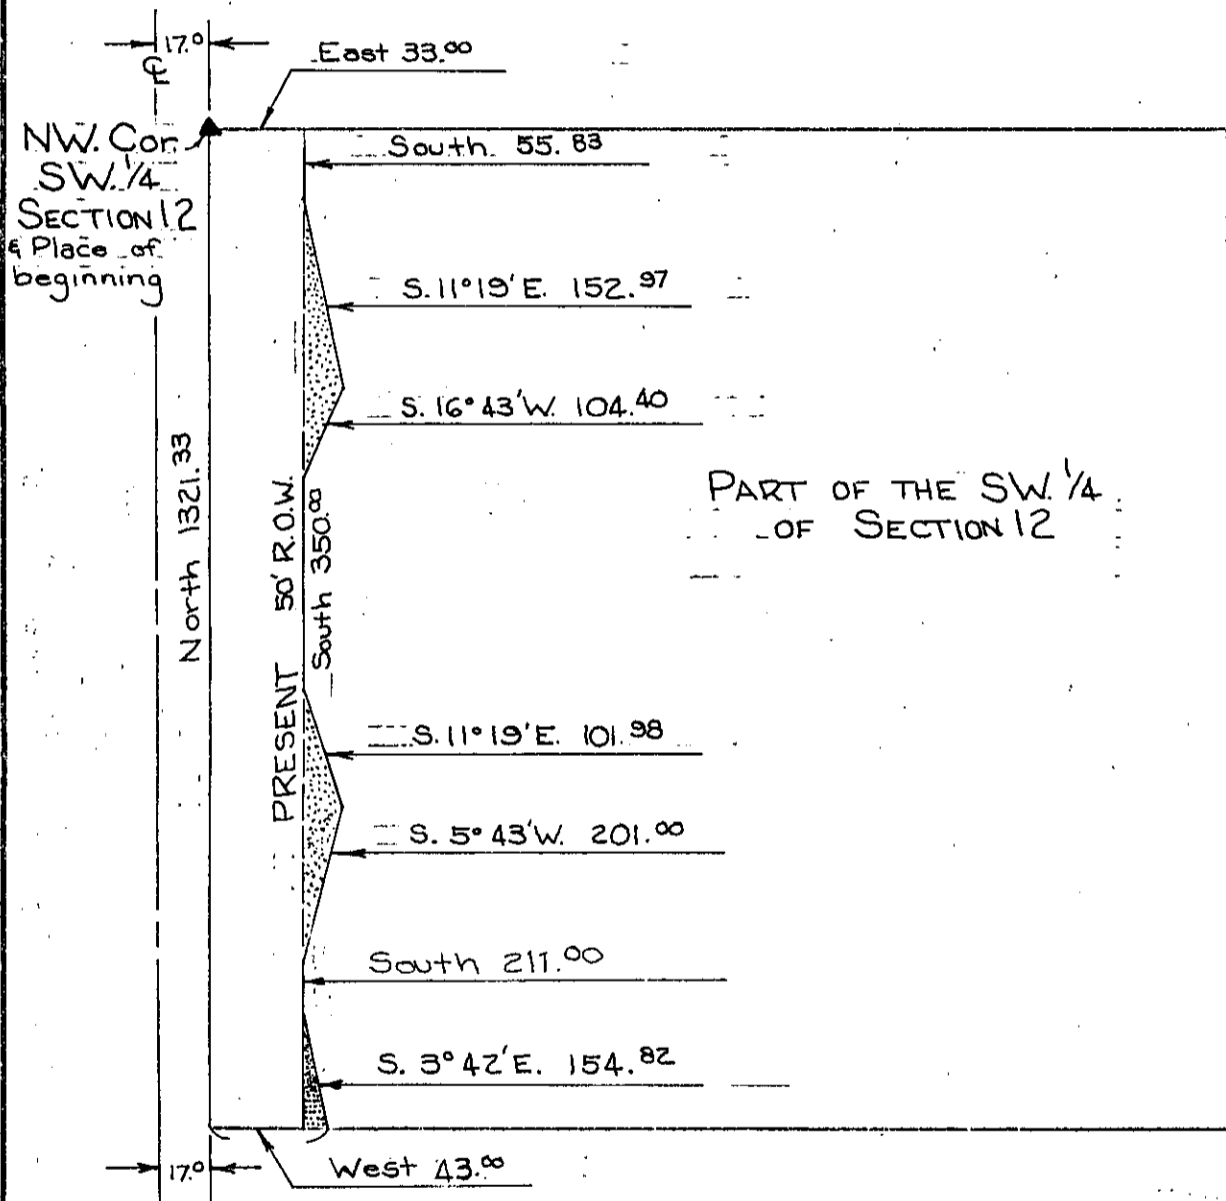 17.0
℄
East 33.00
NW. Cor.
SW. 1/4
SECTION 12
& Place of
beginning
South 55.83
S. 11° 19' E. 152.97
S. 16° 43' W. 104.40
North 1321.33
PRESENT 50' R.O.W.
South 350.00
PART OF THE SW. 1/4
OF SECTION 12
S. 11° 19' E. 101.98
S. 5° 43' W. 201.00
South 211.00
S. 3° 42' E. 154.82
17.0
West 43.00